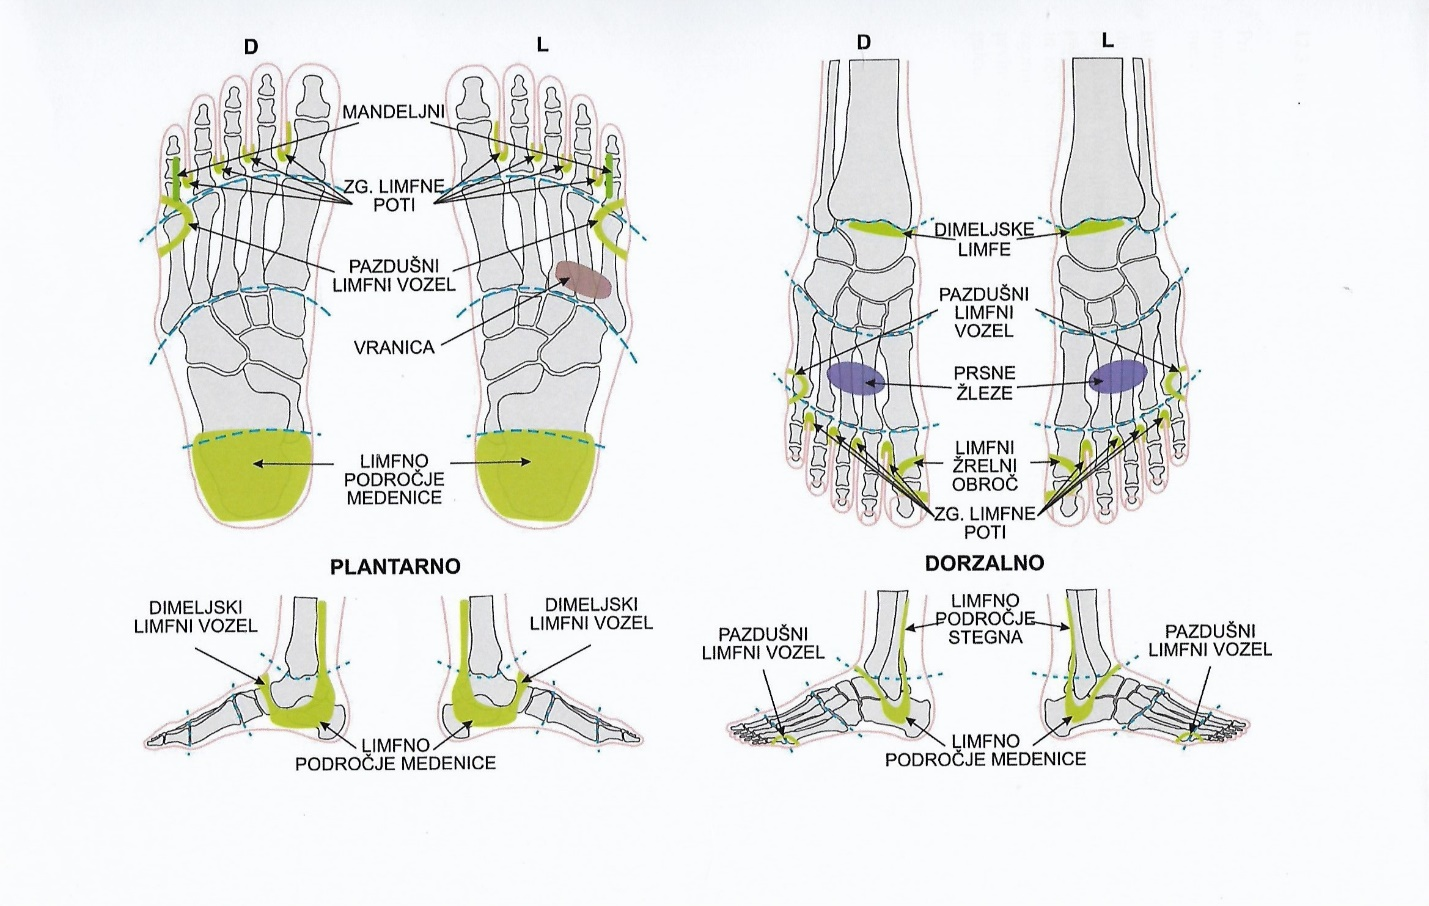 D
L
MANDELJNI
ZG. LIMFNE
POTI
PAZDUŠNI
LIMFNI VOZEL
VRANICA
LIMFNO
PODROČJE
MEDENICE
PLANTARNO
DIMELJSKI
LIMFNI VOZEL
DIMELJSKI
LIMFNI VOZEL
LIMFNO
PODROČJE MEDENICE
D
L
DIMELJSKE
LIMFE
PAZDUŠNI
LIMFNI
VOZEL
PRSNE
ŽLEZE
LIMFNI
ŽRELNI
OBROČ
ZG. LIMFNE
POTI
DORZALNO
LIMFNO
PODROČJE
STEGNA
PAZDUŠNI
LIMFNI VOZEL
PAZDUŠNI
LIMFNI VOZEL
LIMFNO
PODROČJE MEDENICE